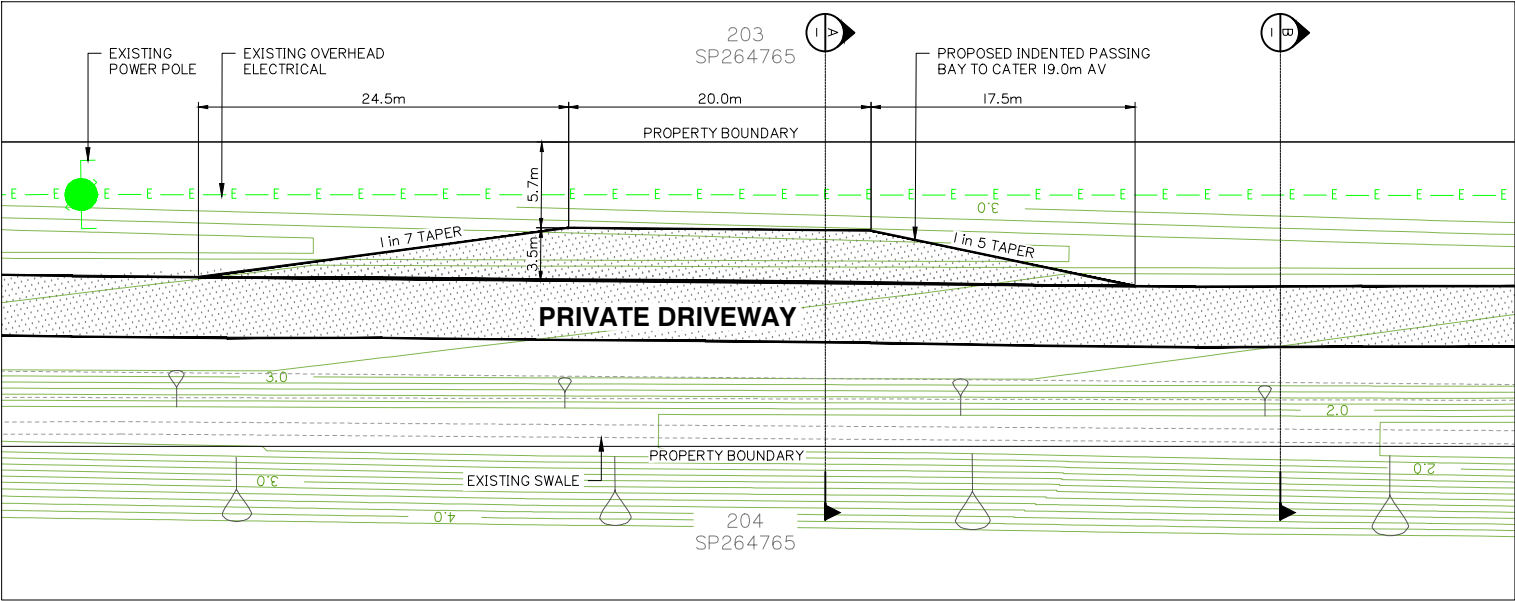 203
SP264765
A
–
B
–
EXISTING
POWER POLE
EXISTING OVERHEAD
ELECTRICAL
PROPOSED INDENTED PASSING
BAY TO CATER 19.0m AV
24.5m
20.0m
17.5m
PROPERTY BOUNDARY
5.7m
E E E E E E E E E E E E E E E E E E E E E E E E E E E E E E E E E E E
3.0
1 in 7 TAPER
3.5m
1 in 5 TAPER
PRIVATE DRIVEWAY
3.0
2.0
PROPERTY BOUNDARY
2.0
3.0
EXISTING SWALE
4.0
204
SP264765